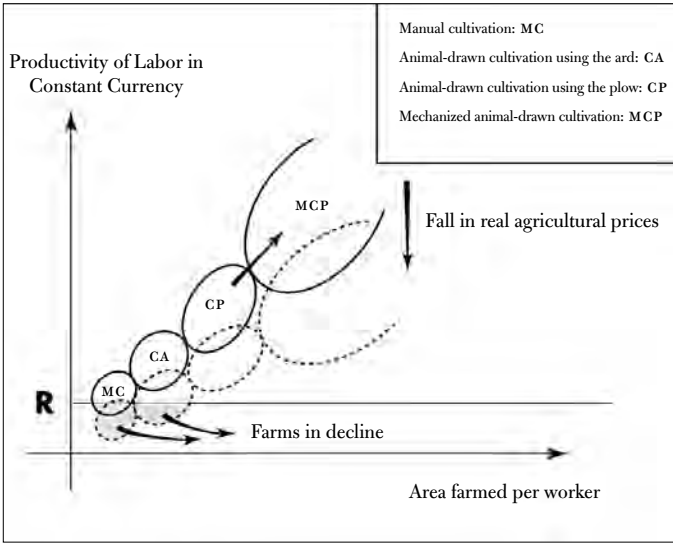 Manual cultivation: MC
Animal-drawn cultivation using the ard: CA
Animal-drawn cultivation using the plow: CP
Mechanized animal-drawn cultivation: MCP
Productivity of Labor in
Constant Currency
MCP
Fall in real agricultural prices
CP
CA
MC
R
Farms in decline
Area farmed per worker